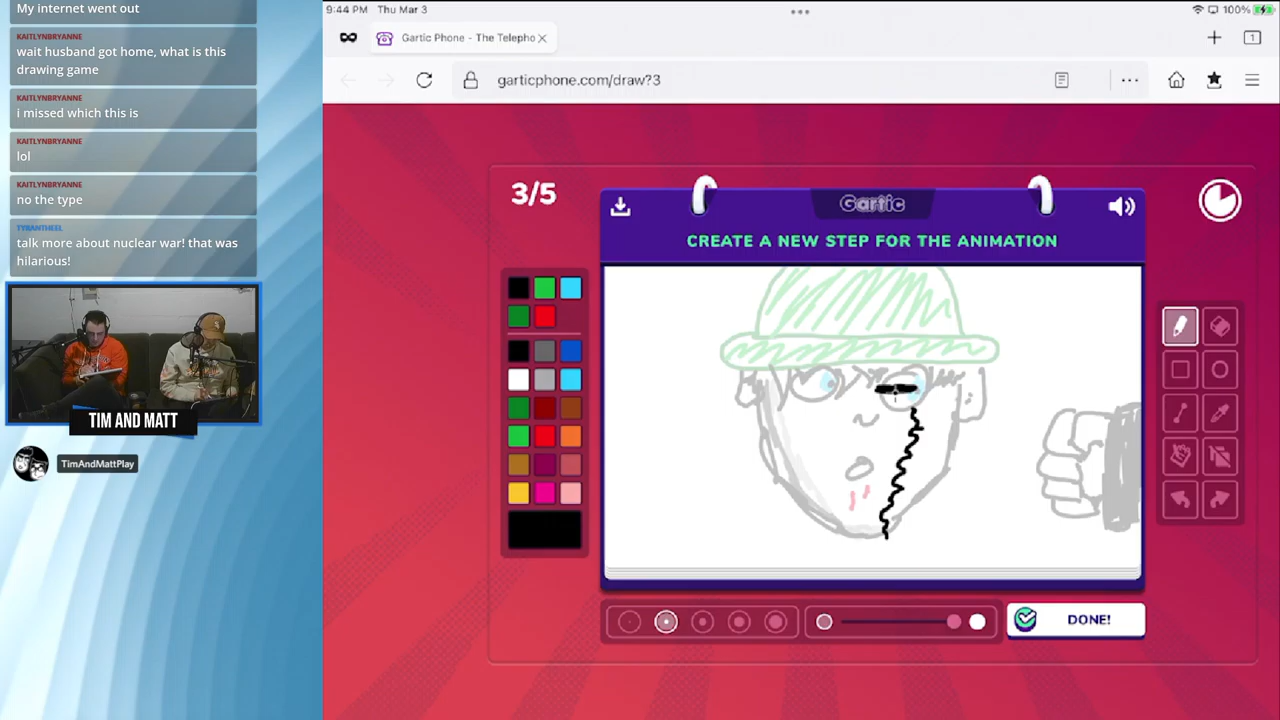 My internet went out
KAITLYNBRYANNE
wait husband got home, what is this
drawing game
KAITLYNBRYANNE
i missed which this is
KAITLYNBRYANNE
lol
KAITLYNBRYANNE
no the type
TYRANTHEEL
talk more about nuclear war! that was
hilarious!
TIM AND MATT
TimAndMattPlay
9:44 PM Thu Mar 3
100%
Gartic Phone - The Telepho
1
garticphone.com/draw?3
3/5
Gartic
CREATE A NEW STEP FOR THE ANIMATION
DONE!